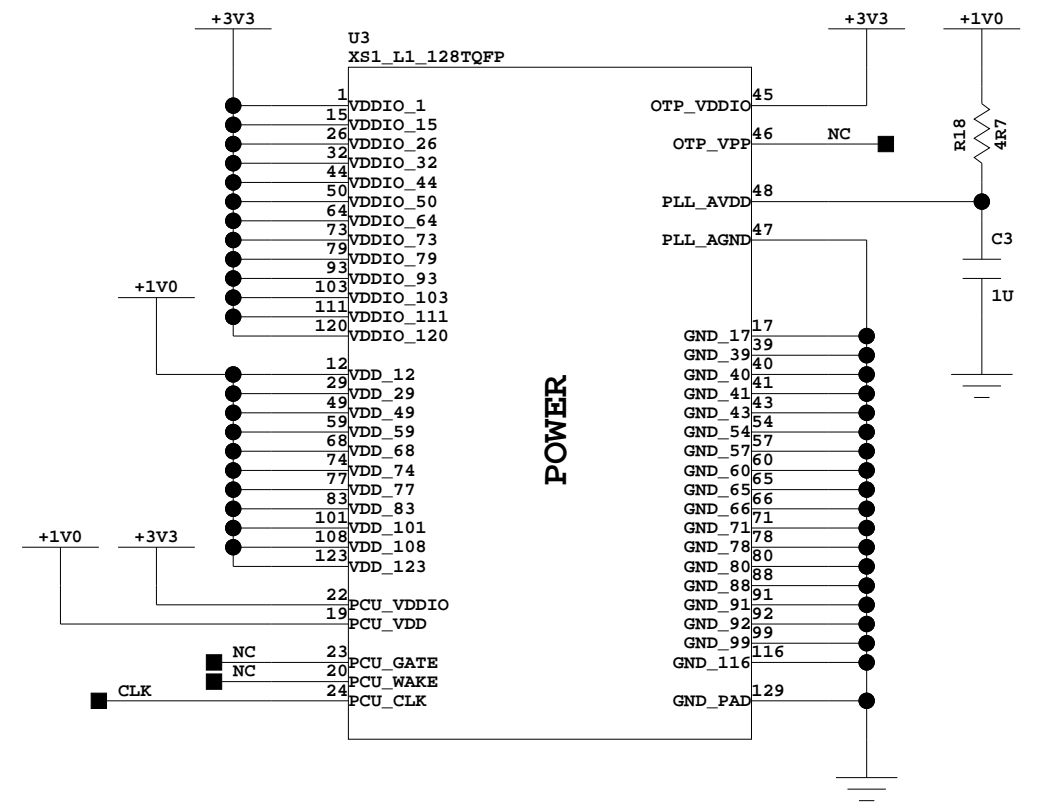 +3V3
+3V3
+1V0
U3
XS1_L1_128TQFP
1 VDDIO_1
15 VDDIO_15
26 VDDIO_26
32 VDDIO_32
44 VDDIO_44
50 VDDIO_50
64 VDDIO_64
73 VDDIO_73
79 VDDIO_79
93 VDDIO_93
103 VDDIO_103
111 VDDIO_111
120 VDDIO_120
+1V0
12 VDD_12
29 VDD_29
49 VDD_49
59 VDD_59
68 VDD_68
74 VDD_74
77 VDD_77
83 VDD_83
101 VDD_101
108 VDD_108
123 VDD_123
+1V0
+3V3
22 PCU_VDDIO
19 PCU_VDD
NC 23 PCU_GATE
NC 20 PCU_WAKE
CLK 24 PCU_CLK
POWER
OTP_VDDIO 45
OTP_VPP 46 NC
PLL_AVDD 48
PLL_AGND 47
GND_17 17
GND_39 39
GND_40 40
GND_41 41
GND_43 43
GND_54 54
GND_57 57
GND_60 60
GND_65 65
GND_66 66
GND_71 71
GND_78 78
GND_80 80
GND_88 88
GND_91 91
GND_92 92
GND_99 99
GND_116 116
GND_PAD 129
R18
4R7
C3
1U